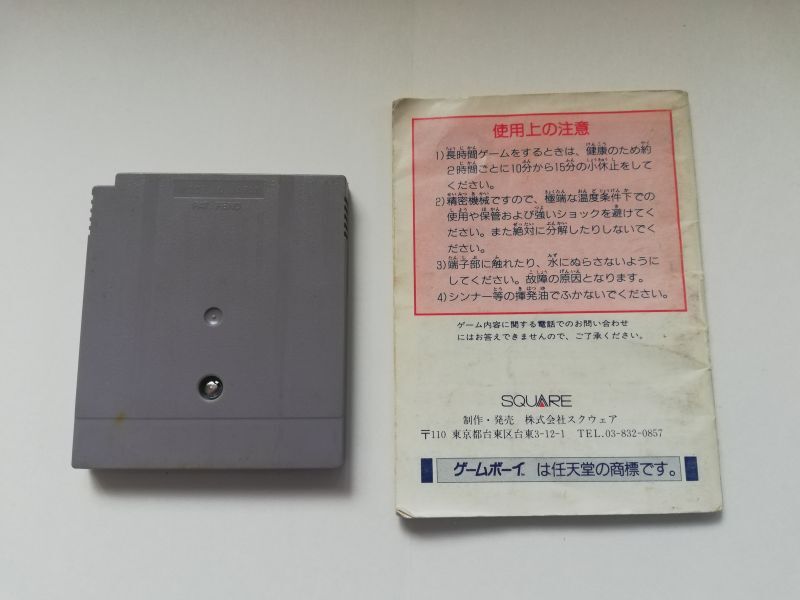 使用上の注意
1)長時間ゲームをするときは、健康のため約
2時間ごとに10分から15分の小休止をして
ください。
2)精密機械ですので、極端な温度条件下での
使用や保管および強いショックを避けてく
ださい。また絶対に分解したりしないでく
ださい。
3)端子部に触れたり、水にぬらさないように
してください。故障の原因となります。
4)シンナー等の揮発油でふかないでください。
ゲーム内容に関する電話でのお問い合わせ
にはお答えできませんので、ご了承ください。
SQUARE
制作・発売 株式会社スクウェア
〒110 東京都台東区台東3-12-1 TEL.03-832-0857
ゲームボーイ™は任天堂の商標です。